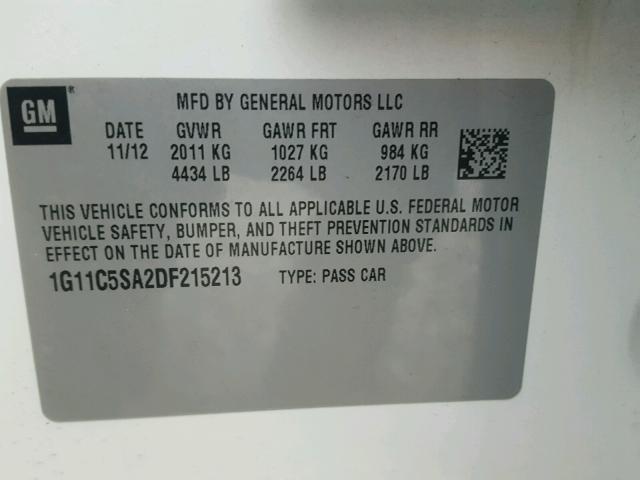 GM®
MFD BY GENERAL MOTORS LLC
DATE GVWR GAWR FRT GAWR RR
11/12 2011 KG 1027 KG 984 KG
4434 LB 2264 LB 2170 LB
THIS VEHICLE CONFORMS TO ALL APPLICABLE U.S. FEDERAL MOTOR
VEHICLE SAFETY, BUMPER, AND THEFT PREVENTION STANDARDS IN
EFFECT ON THE DATE OF MANUFACTURE SHOWN ABOVE.
1G11C5SA2DF215213 TYPE: PASS CAR